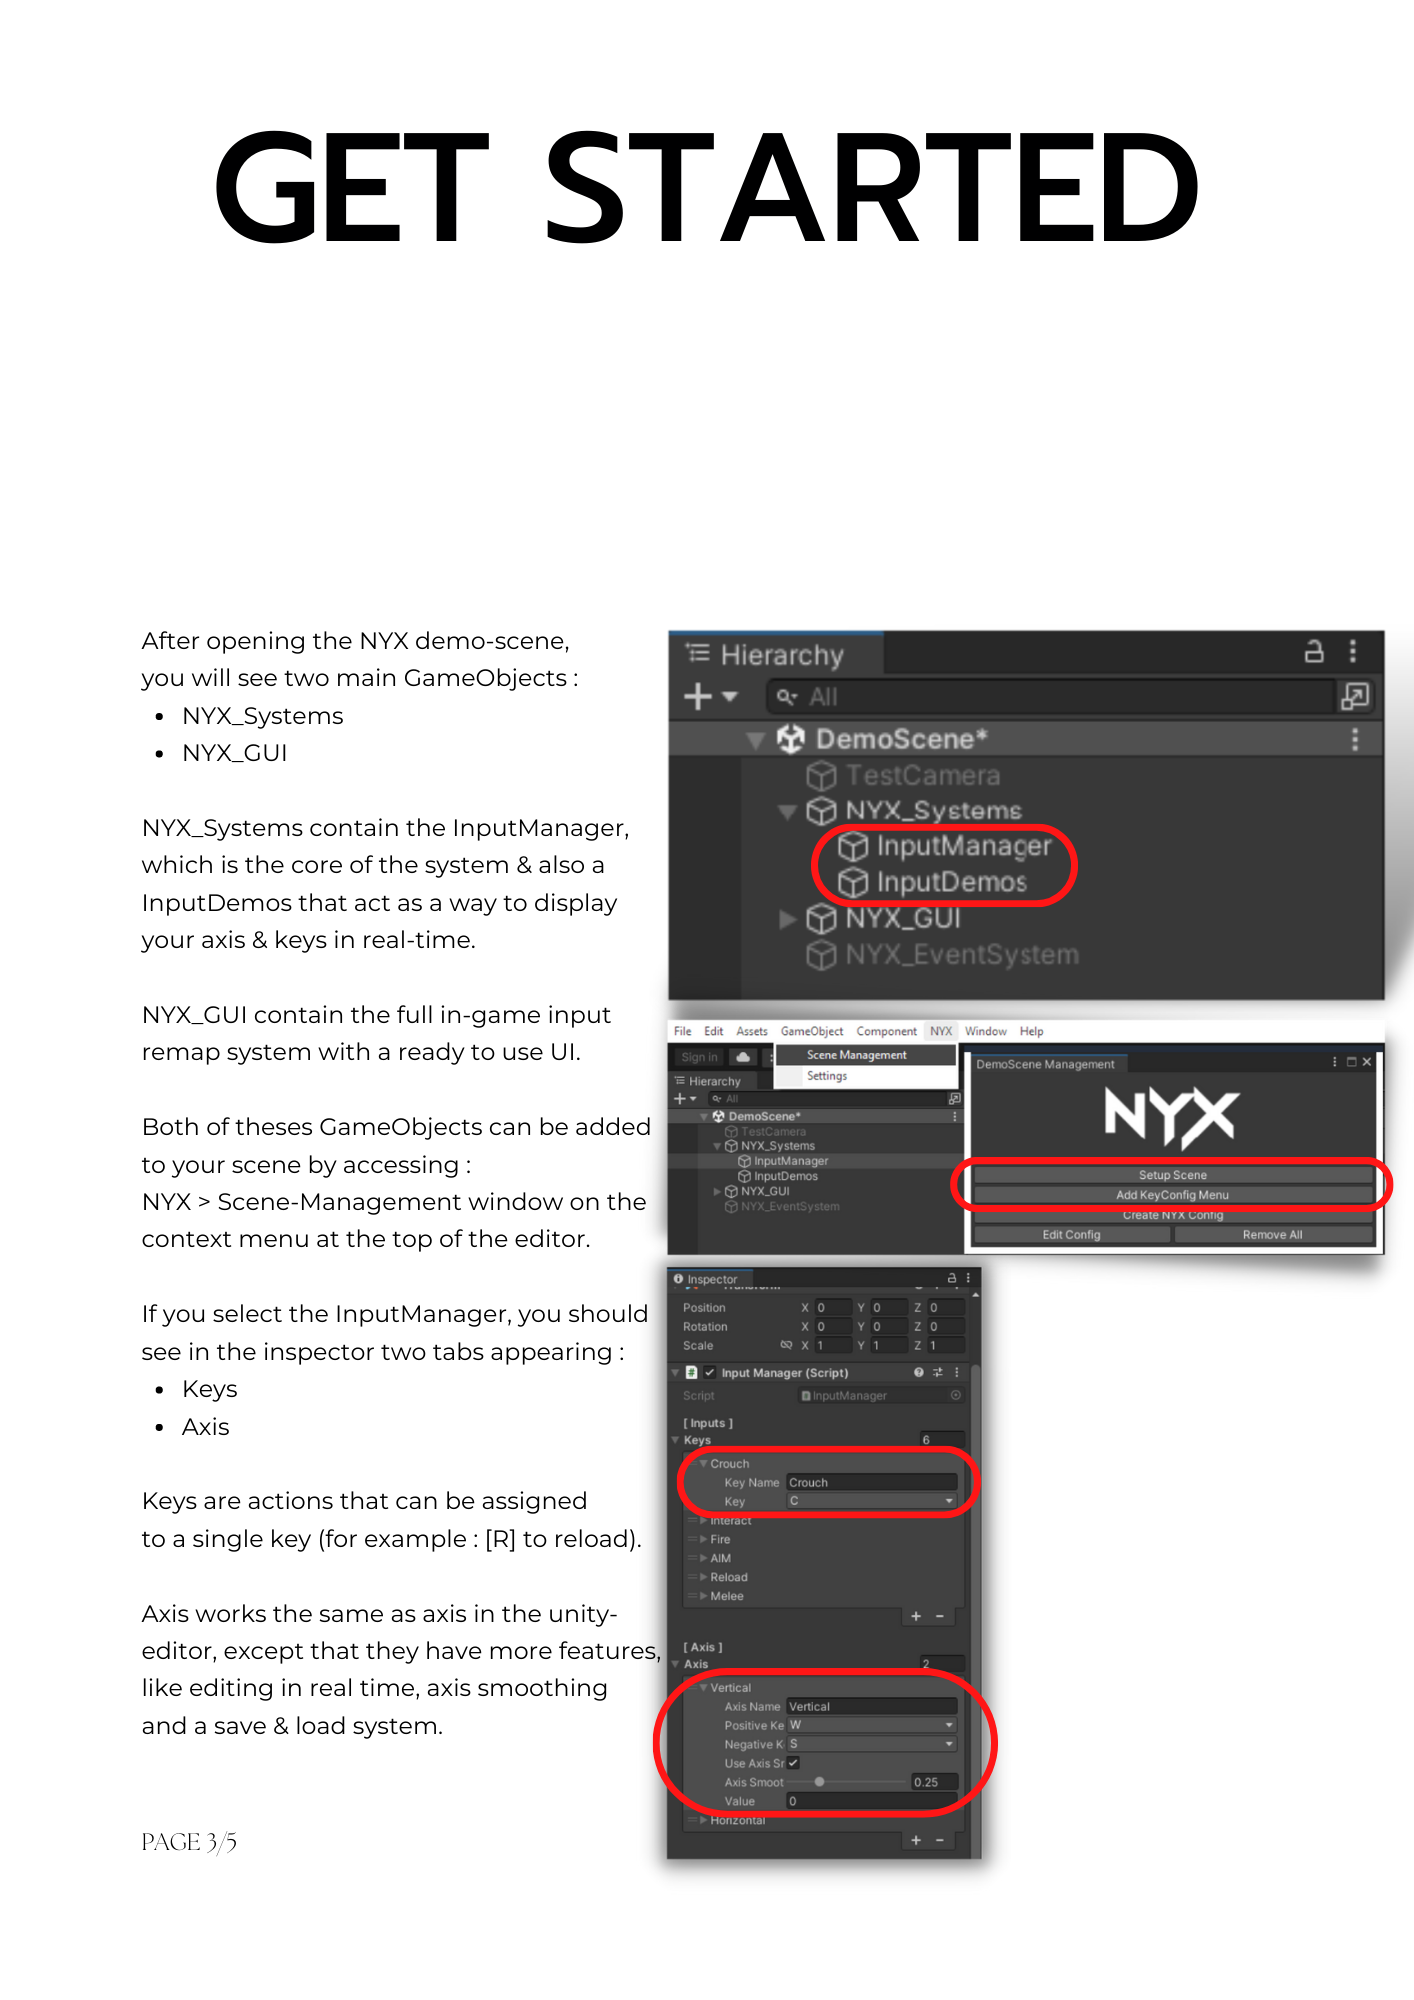 GET STARTED
After opening the NYX demo-scene,
you will see two main GameObjects :
• NYX_Systems
• NYX_GUI
NYX_Systems contain the InputManager,
which is the core of the system & also a
InputDemos that act as a way to display
your axis & keys in real-time.
NYX_GUI contain the full in-game input
remap system with a ready to use UI.
Both of theses GameObjects can be added
to your scene by accessing :
NYX > Scene-Management window on the
context menu at the top of the editor.
If you select the InputManager, you should
see in the inspector two tabs appearing :
• Keys
• Axis
Keys are actions that can be assigned
to a single key (for example : [R] to reload).
Axis works the same as axis in the unity-
editor, except that they have more features,
like editing in real time, axis smoothing
and a save & load system.
PAGE 3/5
Hierarchy
All
DemoScene*
TestCamera
NYX_Systems
InputManager
InputDemos
NYX_GUI
NYX_EventSystem
File Edit Assets GameObject Component NYX Window Help
Sign in
Scene Management
Settings
Hierarchy
All
DemoScene*
TestCamera
NYX_Systems
InputManager
InputDemos
NYX_GUI
NYX_EventSystem
DemoScene Management
NYX
Setup Scene
Add KeyConfig Menu
Create NYX Config
Edit Config Remove All
Inspector
Transform
Position X 0 Y 0 Z 0
Rotation X 0 Y 0 Z 0
Scale X 1 Y 1 Z 1
Input Manager (Script)
Script InputManager
[ Inputs ]
Keys 6
Crouch
Key Name Crouch
Key C
Interact
Fire
AIM
Reload
Melee
+ -
[ Axis ]
Axis 2
Vertical
Axis Name Vertical
Positive Ke W
Negative K S
Use Axis Sr
Axis Smoot 0.25
Value 0
Horizontal
+ -